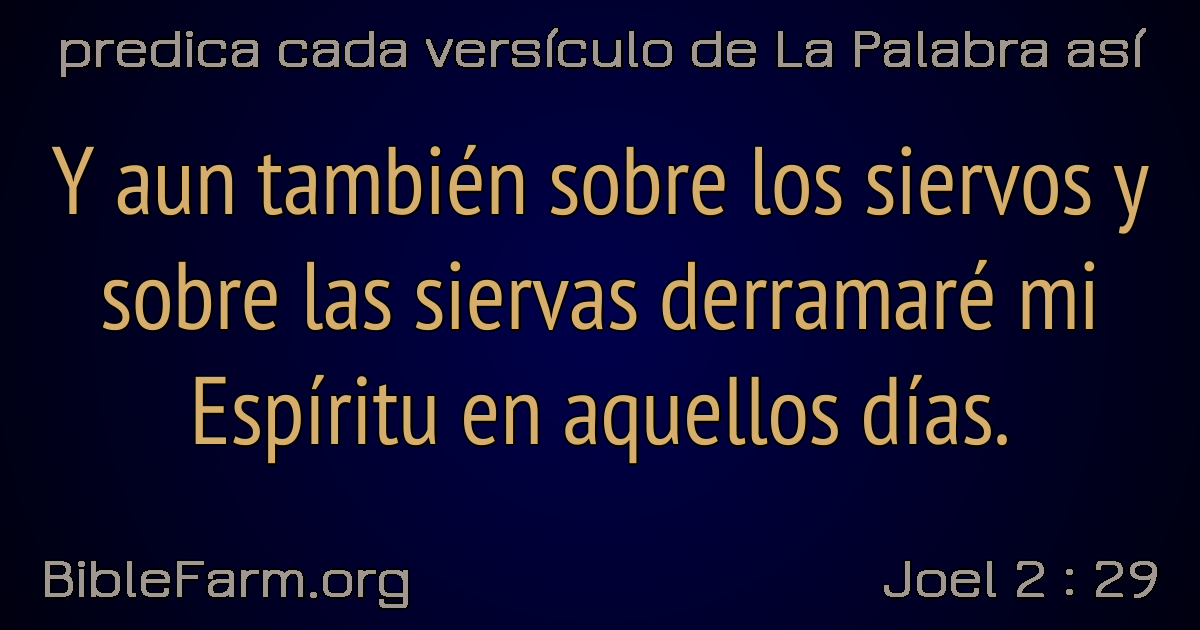 predica cada versículo de La Palabra así
Y aun también sobre los siervos y
sobre las siervas derramaré mi
Espíritu en aquellos días.
BibleFarm.org
Joel 2 : 29